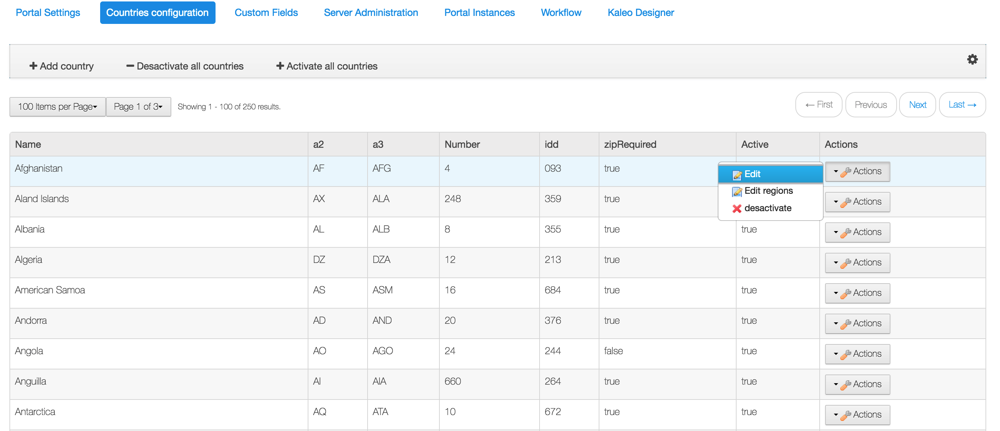 Portal Settings Countries configuration Custom Fields Server Administration Portal Instances Workflow Kaleo Designer
Add country Desactivate all countries Activate all countries
100 Items per Page Page 1 of 3 Showing 1 - 100 of 250 results. ← First Previous Next Last →
Name a2 a3 Number idd zipRequired Active Actions
Afghanistan AF AFG 4 093 true Edit Actions
Edit regions
Aland Islands AX ALA 248 359 true Actions
desactivate
Albania AL ALB 8 355 true true Actions
Algeria DZ DZA 12 213 true true Actions
American Samoa AS ASM 16 684 true true Actions
Andorra AD AND 20 376 true true Actions
Angola AO AGO 24 244 false true Actions
Anguilla AI AIA 660 264 true true Actions
Antarctica AQ ATA 10 672 true true Actions